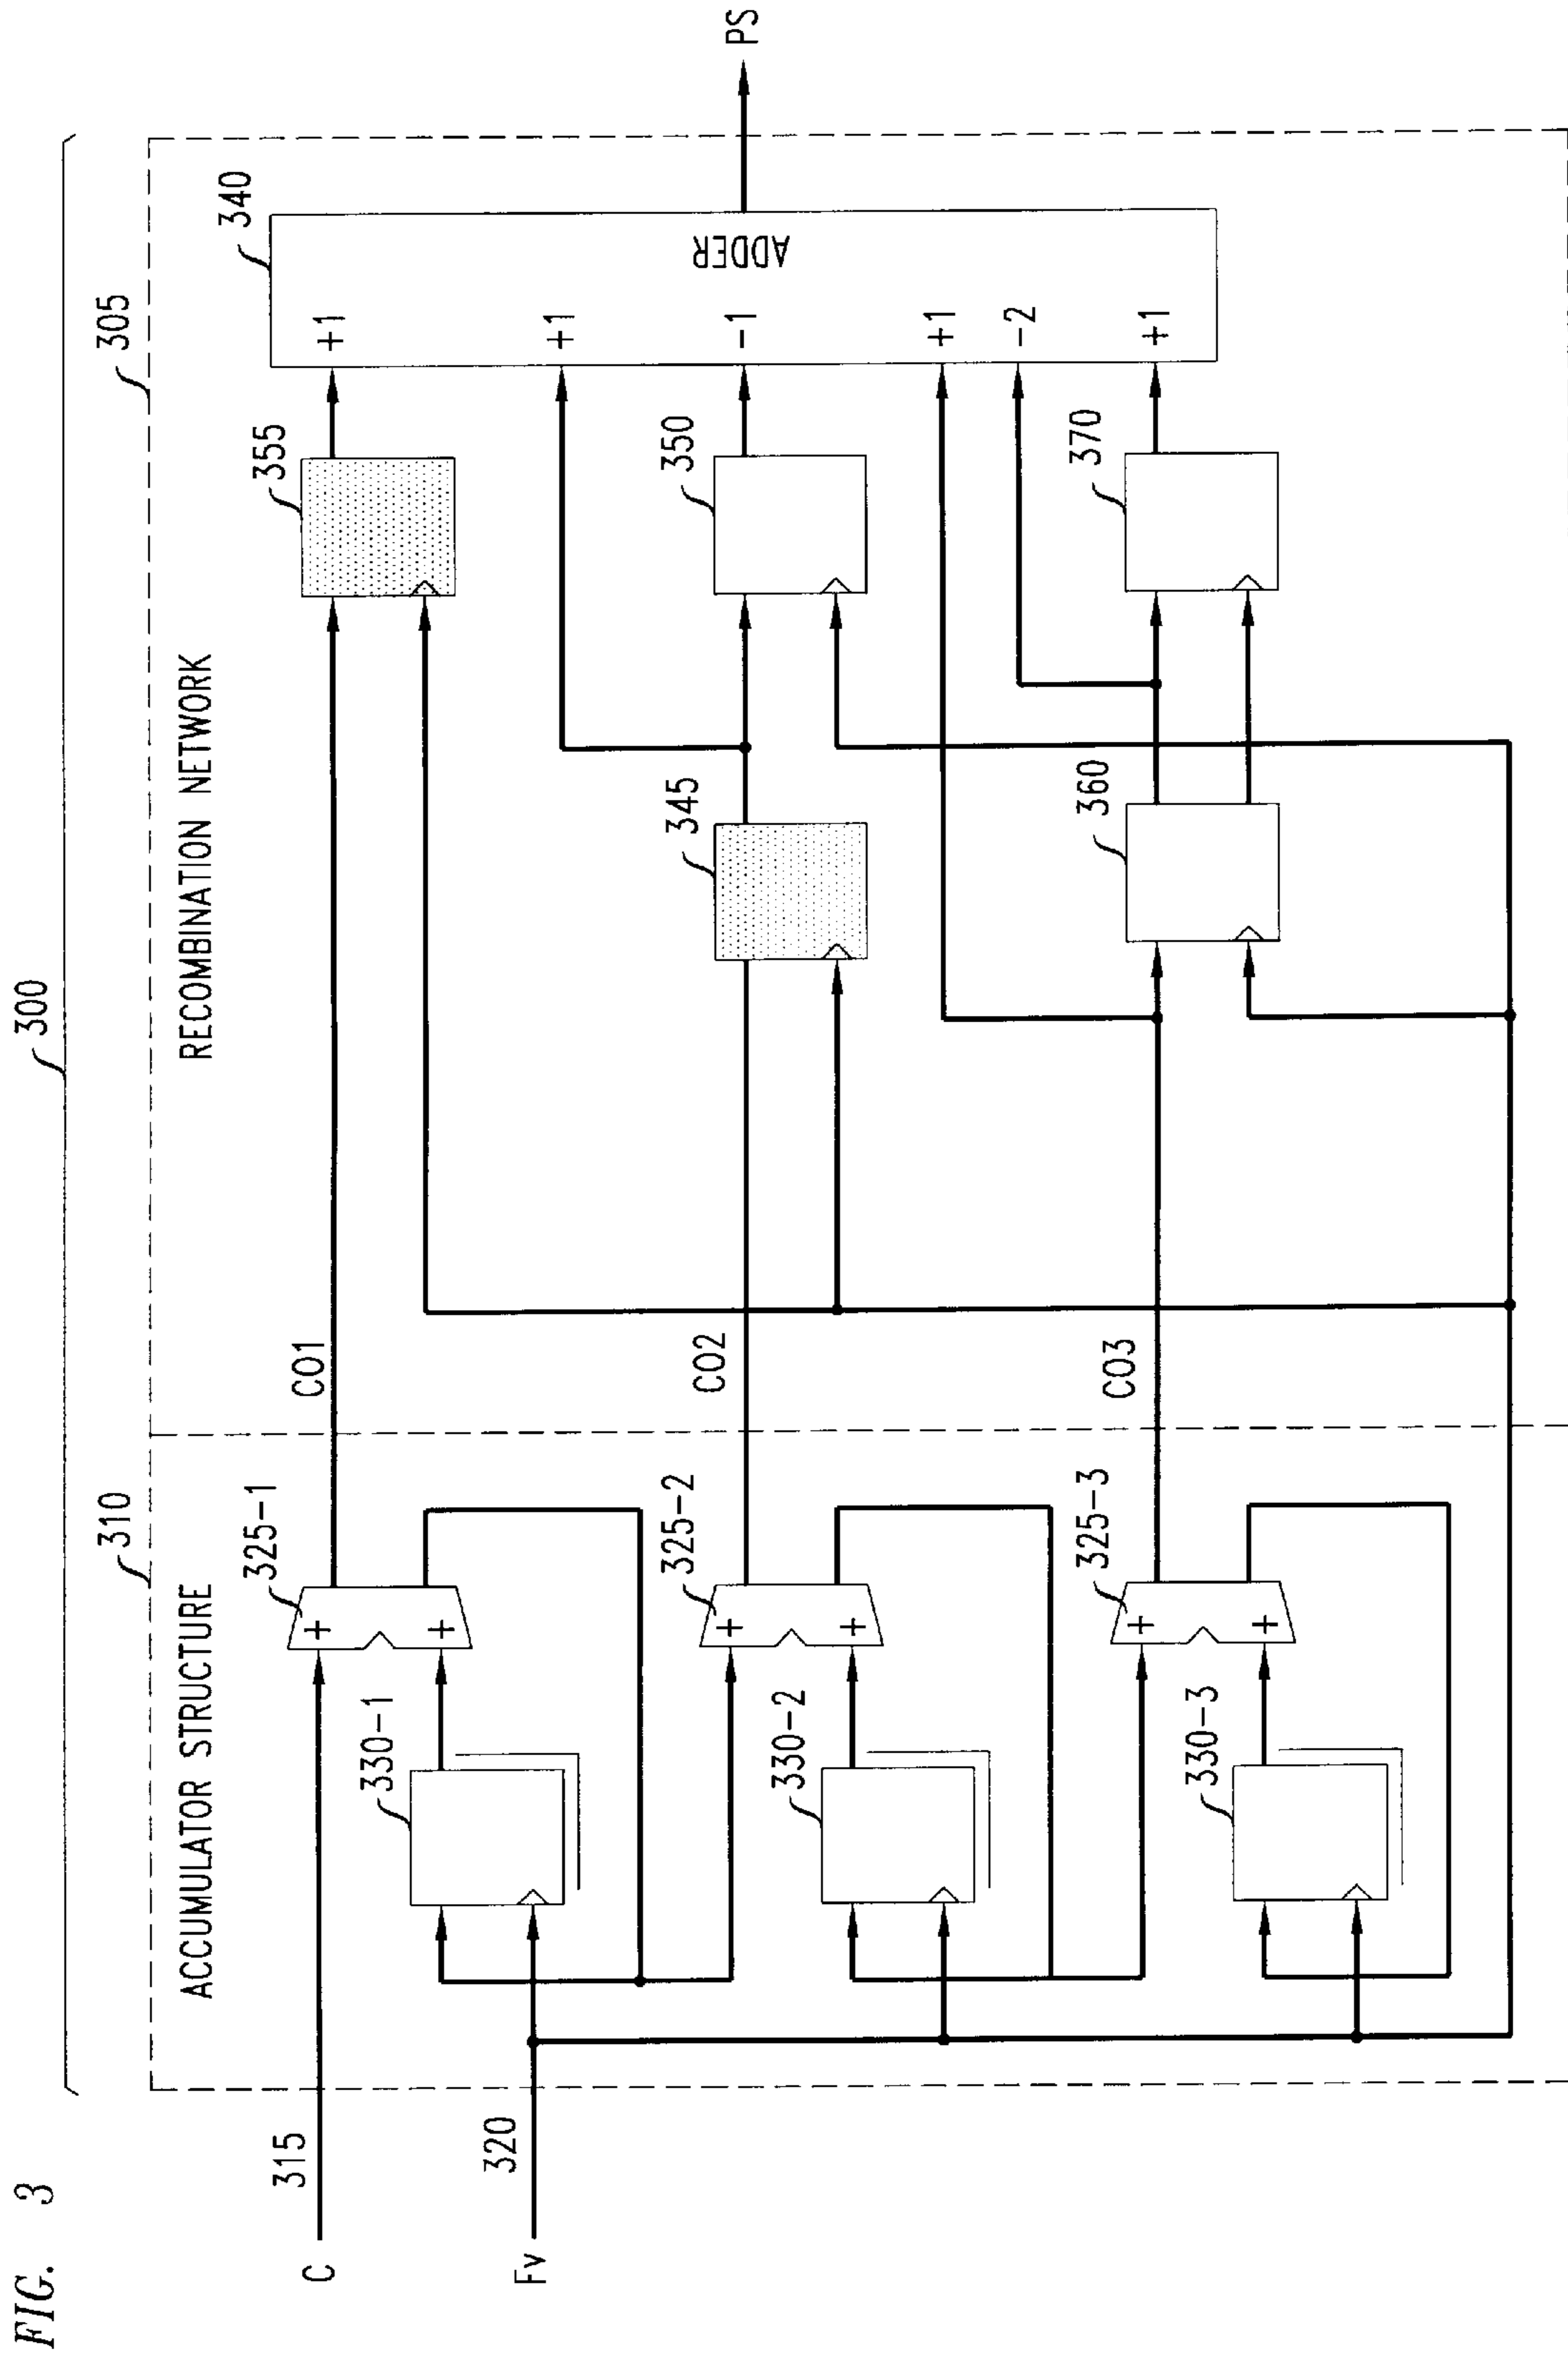 FIG. 3
300
310
305
ACCUMULATOR STRUCTURE
RECOMBINATION NETWORK
C
315
Fv
320
325-1
330-1
CO1
355
340
+
+
+1
325-2
330-2
CO2
345
350
+
+
+1
-1
ADDER
PS
325-3
330-3
CO3
360
370
+
+
+1
-2
+1